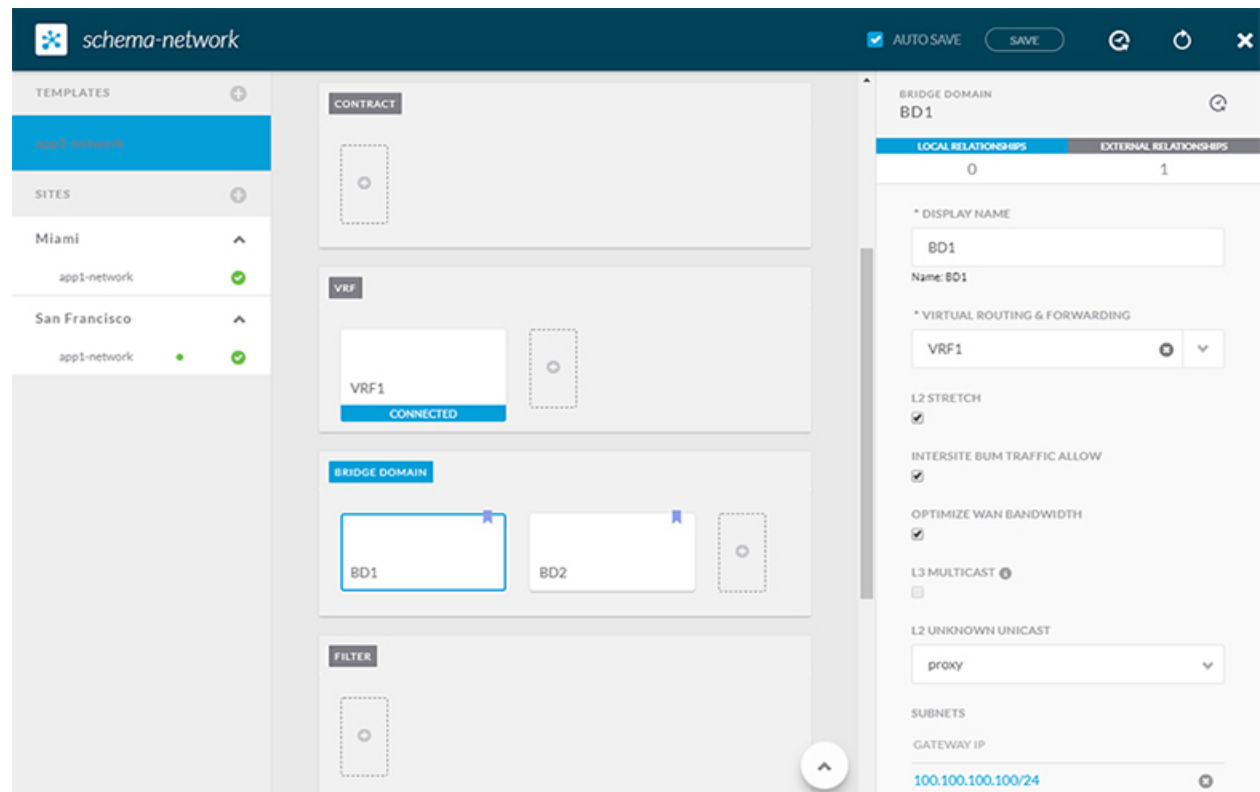 schema-network
AUTO SAVE
SAVE
TEMPLATES
app1-network
SITES
Miami
app1-network
San Francisco
app1-network
CONTRACT
VRF
VRF1
CONNECTED
BRIDGE DOMAIN
BD1
BD2
FILTER
BRIDGE DOMAIN
BD1
LOCAL RELATIONSHIPS
EXTERNAL RELATIONSHIPS
0
1
* DISPLAY NAME
BD1
Name: BD1
* VIRTUAL ROUTING & FORWARDING
VRF1
L2 STRETCH
INTERSITE BUM TRAFFIC ALLOW
OPTIMIZE WAN BANDWIDTH
L3 MULTICAST
L2 UNKNOWN UNICAST
proxy
SUBNETS
GATEWAY IP
100.100.100.100/24